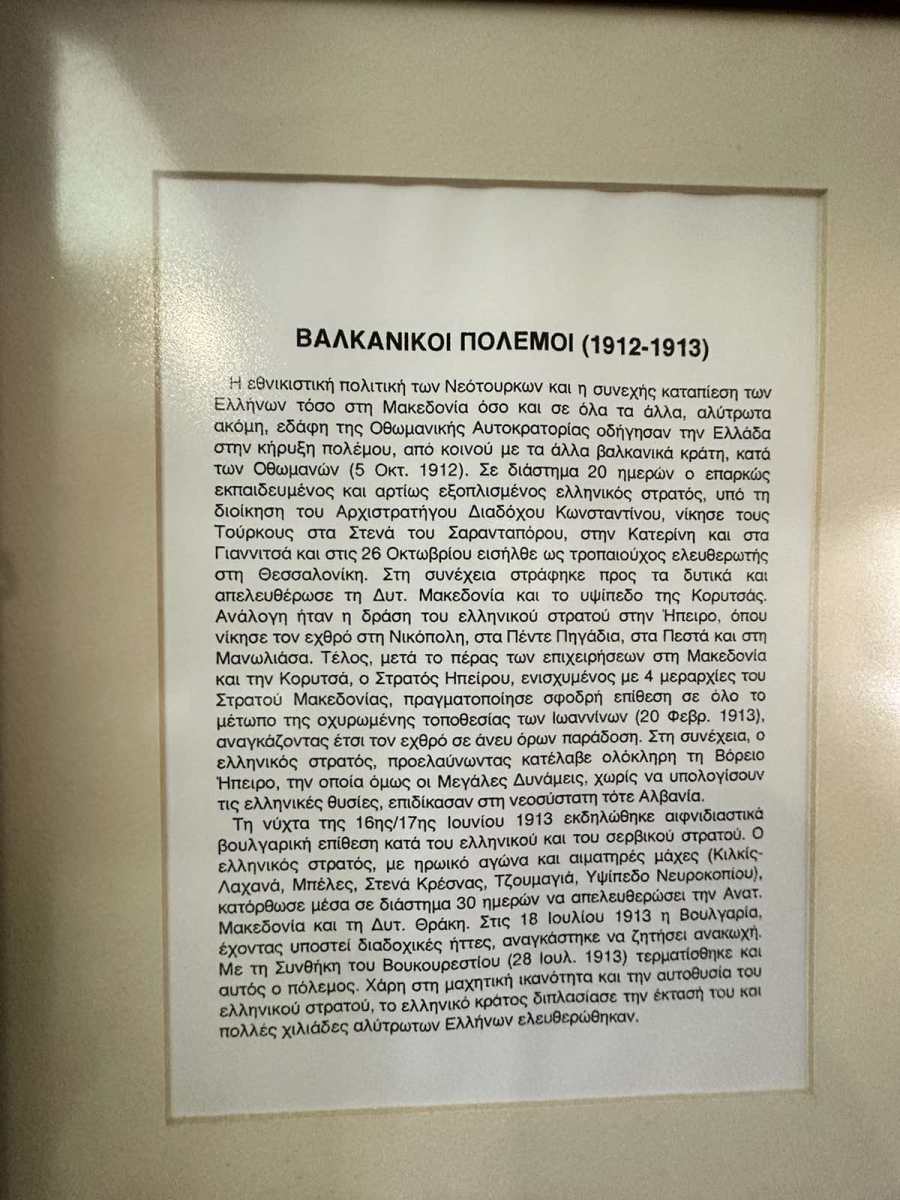 ΒΑΛΚΑΝΙΚΟΙ ΠΟΛΕΜΟΙ (1912-1913)
Η εθνικιστική πολιτική των Νεότουρκων και η συνεχής καταπίεση των
Ελλήνων τόσο στη Μακεδονία όσο και σε όλα τα άλλα, αλύτρωτα
ακόμη, εδάφη της Οθωμανικής Αυτοκρατορίας οδήγησαν την Ελλάδα
στην κήρυξη πολέμου, από κοινού με τα άλλα βαλκανικά κράτη, κατά
των Οθωμανών (5 Οκτ. 1912). Σε διάστημα 20 ημερών ο επαρκώς
εκπαιδευμένος και αρτίως εξοπλισμένος ελληνικός στρατός, υπό τη
διοίκηση του Αρχιστρατήγου Διαδόχου Κωνσταντίνου, νίκησε τους
Τούρκους στα Στενά του Σαρανταπόρου, στην Κατερίνη και στα
Γιαννιτσά και στις 26 Οκτωβρίου εισήλθε ως τροπαιούχος ελευθερωτής
στη Θεσσαλονίκη. Στη συνέχεια στράφηκε προς τα δυτικά και
απελευθέρωσε τη Δυτ. Μακεδονία και το υψίπεδο της Κορυτσάς.
Ανάλογη ήταν η δράση του ελληνικού στρατού στην Ήπειρο, όπου
νίκησε τον εχθρό στη Νικόπολη, στα Πέντε Πηγάδια, στα Πεστά και στη
Μανωλιάσα. Τέλος, μετά το πέρας των επιχειρήσεων στη Μακεδονία
και την Κορυτσά, ο Στρατός Ηπείρου, ενισχυμένος με 4 μεραρχίες του
Στρατού Μακεδονίας, πραγματοποίησε σφοδρή επίθεση σε όλο το
μέτωπο της οχυρωμένης τοποθεσίας των Ιωαννίνων (20 Φεβρ. 1913),
αναγκάζοντας έτσι τον εχθρό σε άνευ όρων παράδοση. Στη συνέχεια, ο
ελληνικός στρατός, προελαύνωντας κατέλαβε ολόκληρη τη Βόρειο
Ήπειρο, την οποία όμως οι Μεγάλες Δυνάμεις, χωρίς να υπολογίσουν
τις ελληνικές θυσίες, επιδίκασαν στη νεοσύστατη τότε Αλβανία.
Τη νύχτα της 16ης/17ης Ιουνίου 1913 εκδηλώθηκε αιφνιδιαστικά
βουλγαρική επίθεση κατά του ελληνικού και του σερβικού στρατού. Ο
ελληνικός στρατός, με ηρωικό αγώνα και αιματηρές μάχες (Κιλκίς-
Λαχανά, Μπέλες, Στενά Κρέσνας, Τζουμαγιά, Υψίπεδο Νευροκοπίου),
κατόρθωσε μέσα σε διάστημα 30 ημερών να απελευθερώσει την Ανατ.
Μακεδονία και τη Δυτ. Θράκη. Στις 18 Ιουλίου 1913 η Βουλγαρία,
έχοντας υποστεί διαδοχικές ήττες, αναγκάστηκε να ζητήσει ανακωχή.
Με τη Συνθήκη του Βουκουρεστίου (28 Ιουλ. 1913) τερματίσθηκε και
αυτός ο πόλεμος. Χάρη στη μαχητική ικανότητα και την αυτοθυσία του
ελληνικού στρατού, το ελληνικό κράτος διπλασίασε την έκτασή του και
πολλές χιλιάδες αλύτρωτων Ελλήνων ελευθερώθηκαν.